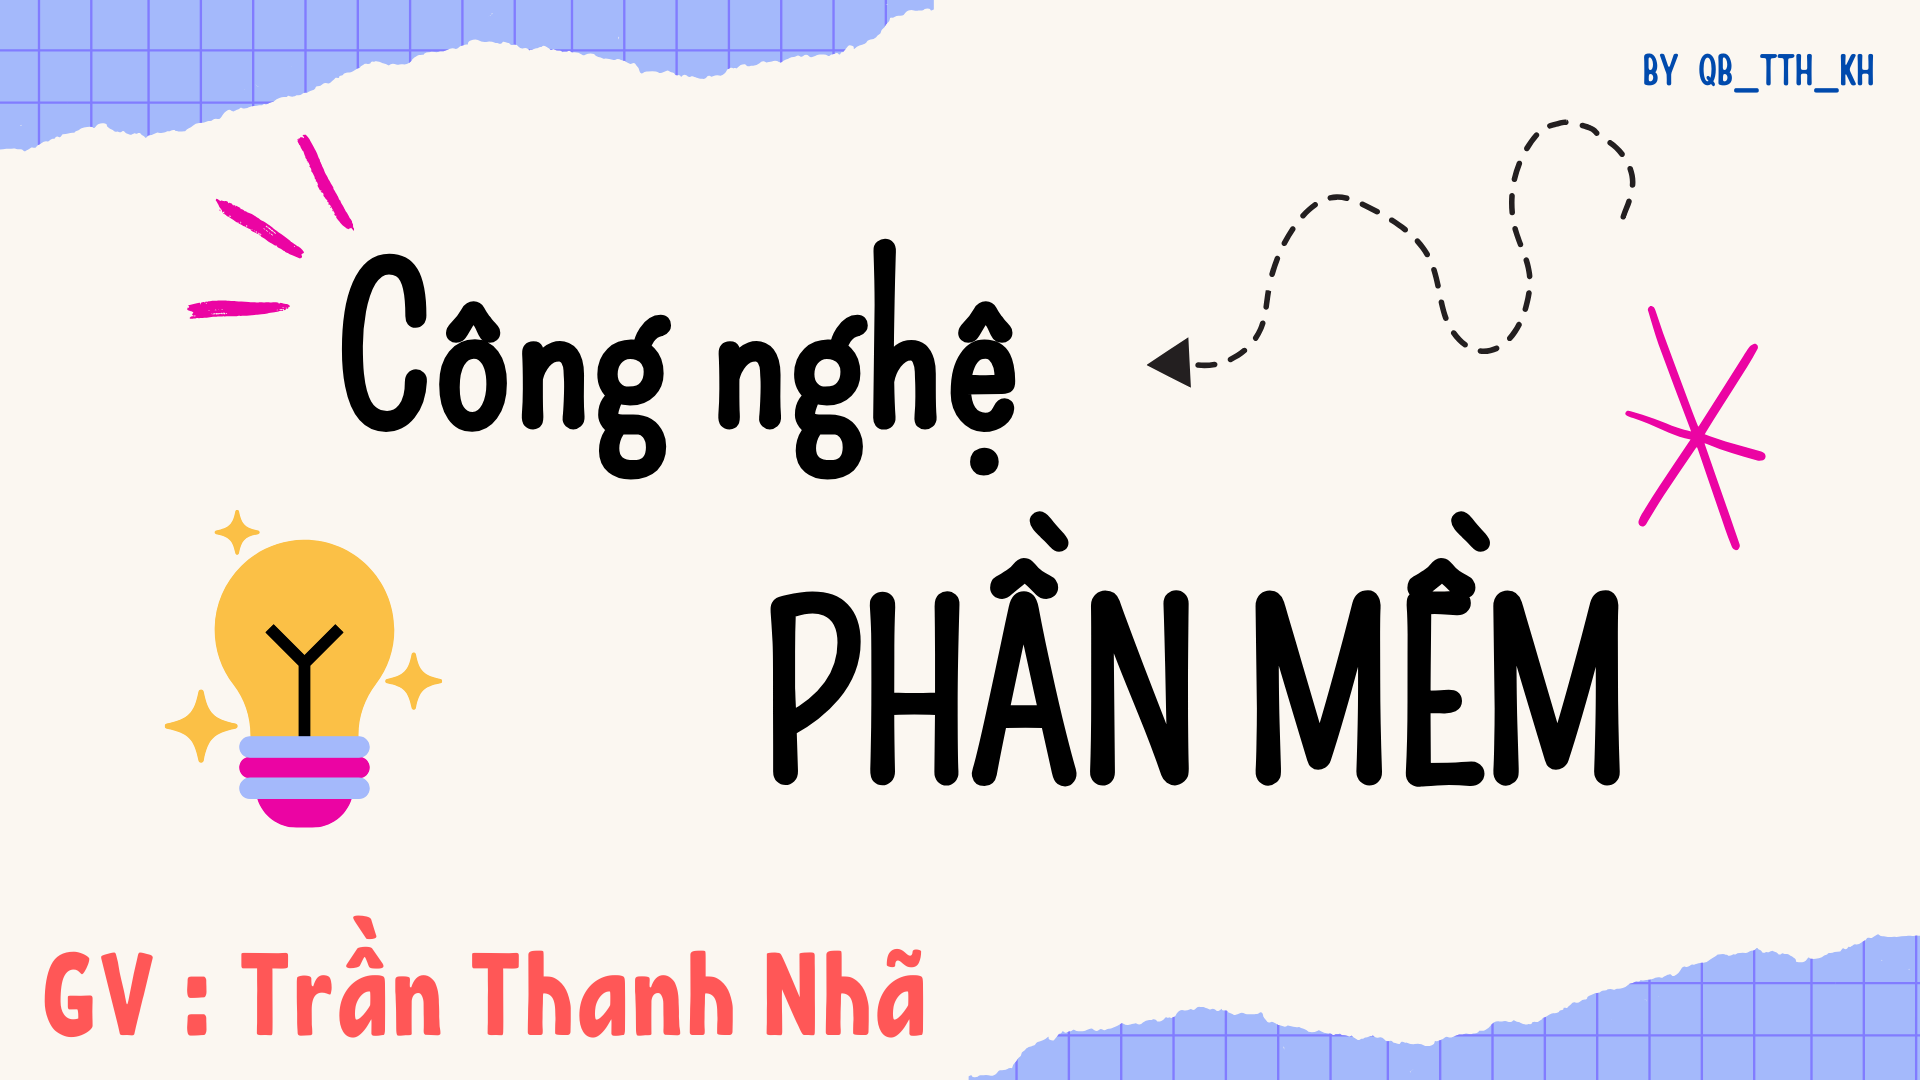 BY QB_TTH_KH
Công nghệ
PHẦN MỀM
GV : Trần Thanh Nhã